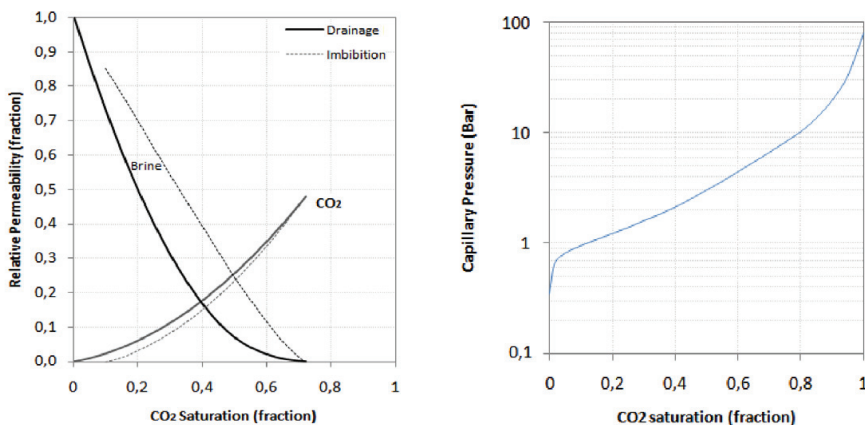 Relative Permeability (fraction)
1,0
0,9
0,8
0,7
0,6
0,5
0,4
0,3
0,2
0,1
0,0
Drainage
Imbibition
Brine
CO2
0 0,2 0,4 0,6 0,8 1
CO2 Saturation (fraction)
Capillary Pressure (Bar)
100
10
1
0,1
0 0,2 0,4 0,6 0,8 1
CO2 saturation (fraction)